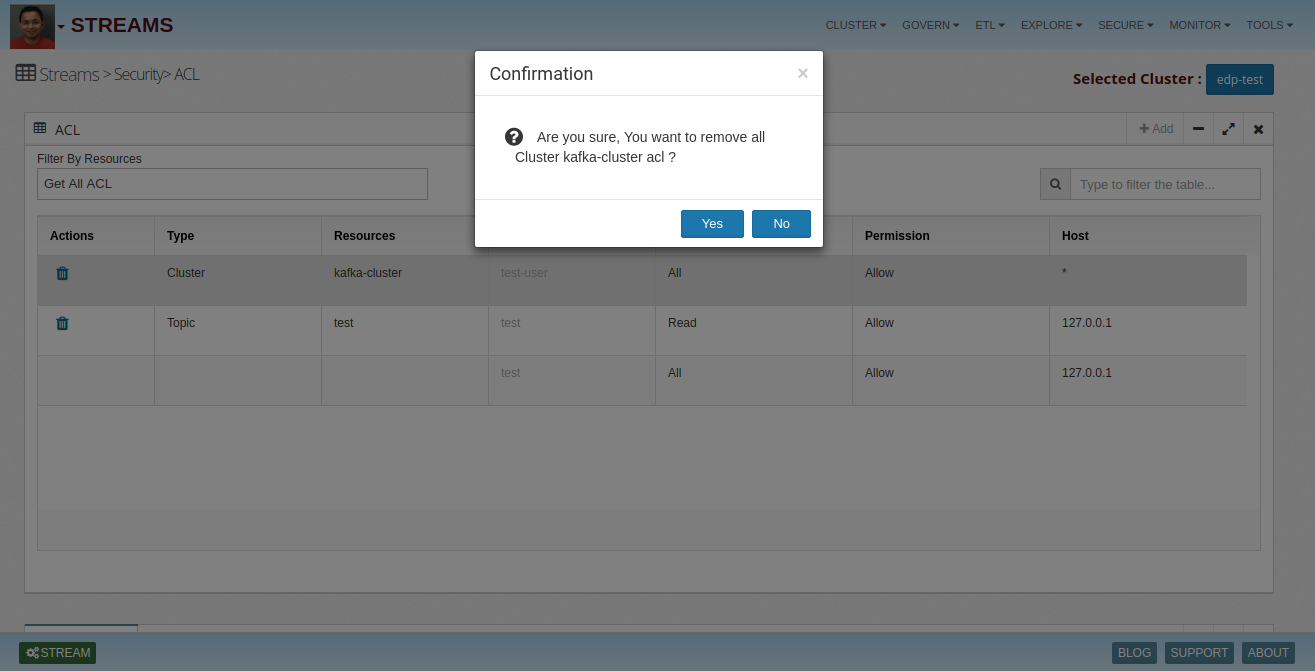 STREAMS
CLUSTER GOVERN ETL EXPLORE SECURE MONITOR TOOLS
Streams > Security> ACL
Selected Cluster : edp-test
Confirmation ×
Are you sure, You want to remove all
Cluster kafka-cluster acl ?
Yes No
ACL
Add
Filter By Resources
Get All ACL
Type to filter the table...
Actions Type Resources Permission Host
Cluster kafka-cluster test-user All Allow *
Topic test test Read Allow 127.0.0.1
test All Allow 127.0.0.1
STREAM BLOG SUPPORT ABOUT